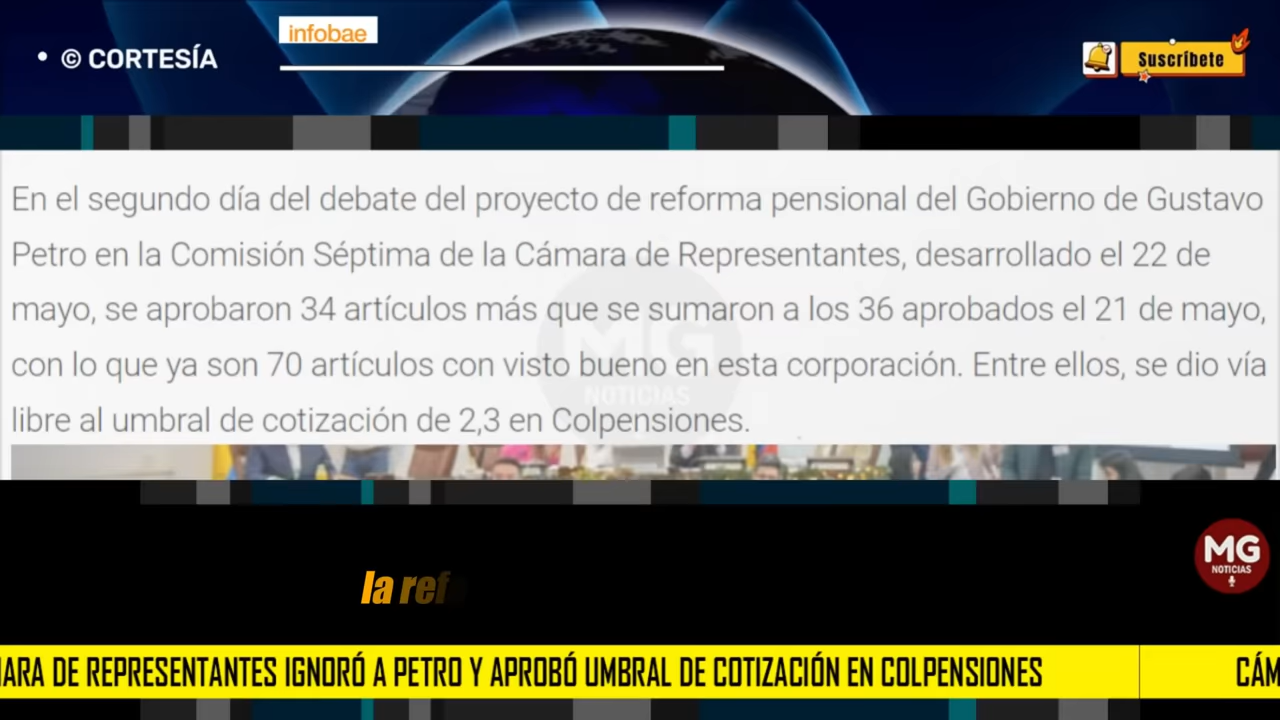 infobae
• © CORTESÍA
Suscríbete
En el segundo día del debate del proyecto de reforma pensional del Gobierno de Gustavo
Petro en la Comisión Séptima de la Cámara de Representantes, desarrollado el 22 de
mayo, se aprobaron 34 artículos más que se sumaron a los 36 aprobados el 21 de mayo,
con lo que ya son 70 artículos con visto bueno en esta corporación. Entre ellos, se dio vía
libre al umbral de cotización de 2,3 en Colpensiones.
MG
NOTICIAS
la ref
MG
NOTICIAS
ARA DE REPRESENTANTES IGNORÓ A PETRO Y APROBÓ UMBRAL DE COTIZACIÓN EN COLPENSIONES CÁM